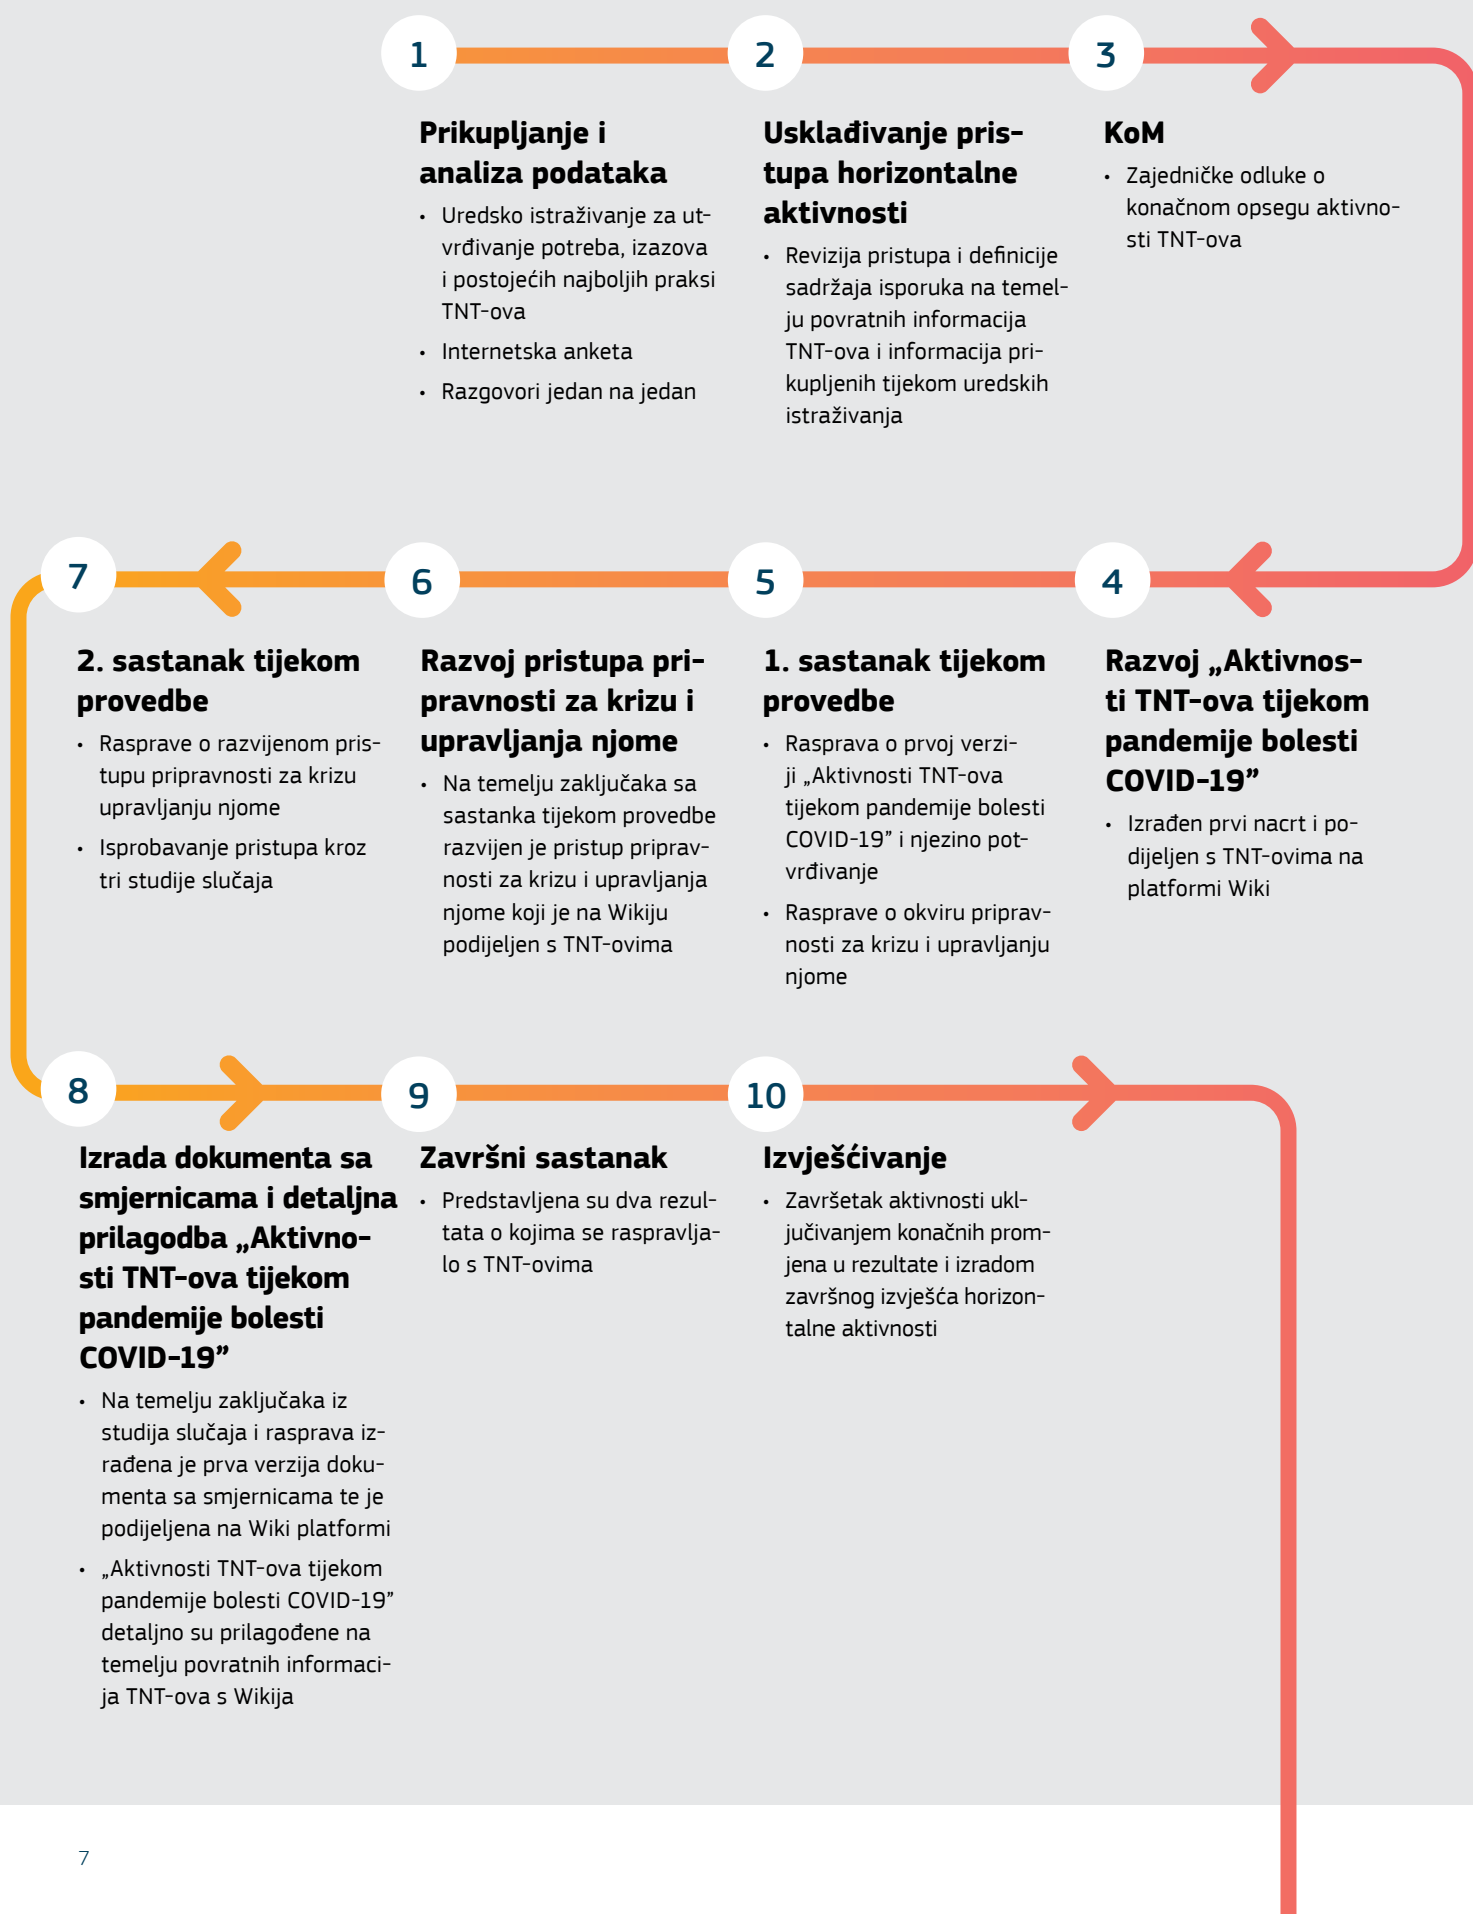 1
Prikupljanje i
analiza podataka
• Uredsko istraživanje za ut-
vrđivanje potreba, izazova
i postojećih najboljih praksi
TNT-ova
• Internetska anketa
• Razgovori jedan na jedan
2
Usklađivanje pris-
tupa horizontalne
aktivnosti
• Revizija pristupa i definicije
sadržaja isporuka na temel-
ju povratnih informacija
TNT-ova i informacija pri-
kupljenih tijekom uredskih
istraživanja
3
KoM
• Zajedničke odluke o
konačnom opsegu aktivno-
sti TNT-ova
4
Razvoj „Aktivnos-
ti TNT-ova tijekom
pandemije bolesti
COVID-19”
• Izrađen prvi nacrt i po-
dijeljen s TNT-ovima na
platformi Wiki
5
1. sastanak tijekom
provedbe
• Rasprava o prvoj verzi-
ji „Aktivnosti TNT-ova
tijekom pandemije bolesti
COVID-19” i njezino pot-
vrđivanje
• Rasprave o okviru priprav-
nosti za krizu i upravljanju
njome
6
Razvoj pristupa pri-
pravnosti za krizu i
upravljanja njome
• Na temelju zaključaka sa
sastanka tijekom provedbe
razvijen je pristup priprav-
nosti za krizu i upravljanja
njome koji je na Wikiju
podijeljen s TNT-ovima
7
2. sastanak tijekom
provedbe
• Rasprave o razvijenom pris-
tupu pripravnosti za krizu
upravljanju njome
• Isprobavanje pristupa kroz
tri studije slučaja
8
Izrada dokumenta sa
smjernicama i detaljna
prilagodba „Aktivno-
sti TNT-ova tijekom
pandemije bolesti
COVID-19”
• Na temelju zaključaka iz
studija slučaja i rasprava iz-
rađena je prva verzija doku-
menta sa smjernicama te je
podijeljena na Wiki platformi
• „Aktivnosti TNT-ova tijekom
pandemije bolesti COVID-19”
detaljno su prilagođene na
temelju povratnih informaci-
ja TNT-ova s Wikija
9
Završni sastanak
• Predstavljena su dva rezul-
tata o kojima se raspravlja-
lo s TNT-ovima
10
Izvješćivanje
• Završetak aktivnosti ukl-
jučivanjem konačnih prom-
jena u rezultate i izradom
završnog izvješća horizon-
talne aktivnosti
7